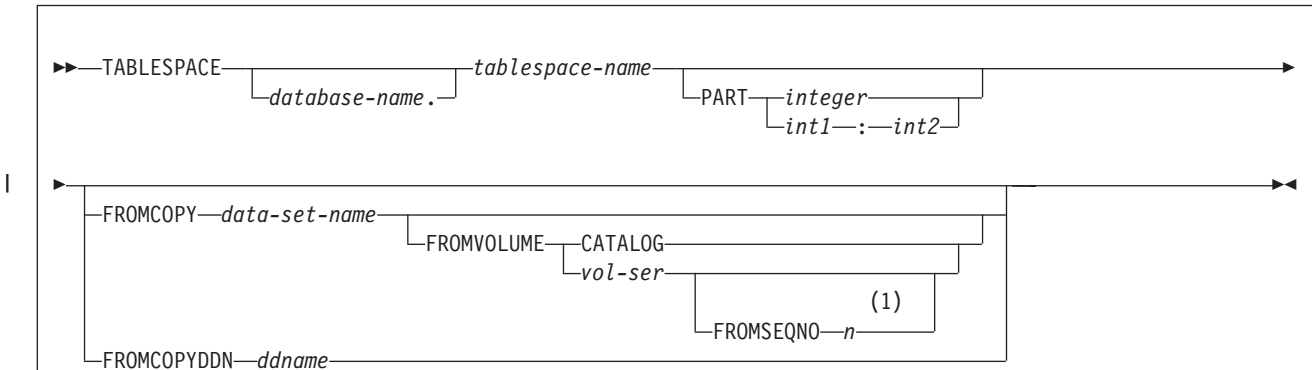 TABLESPACE database-name. tablespace-name PART integer
int1 : int2
FROMCOPY data-set-name FROMVOLUME CATALOG
vol-ser
(1)
FROMSEQNO n
FROMCOPYDDN ddname